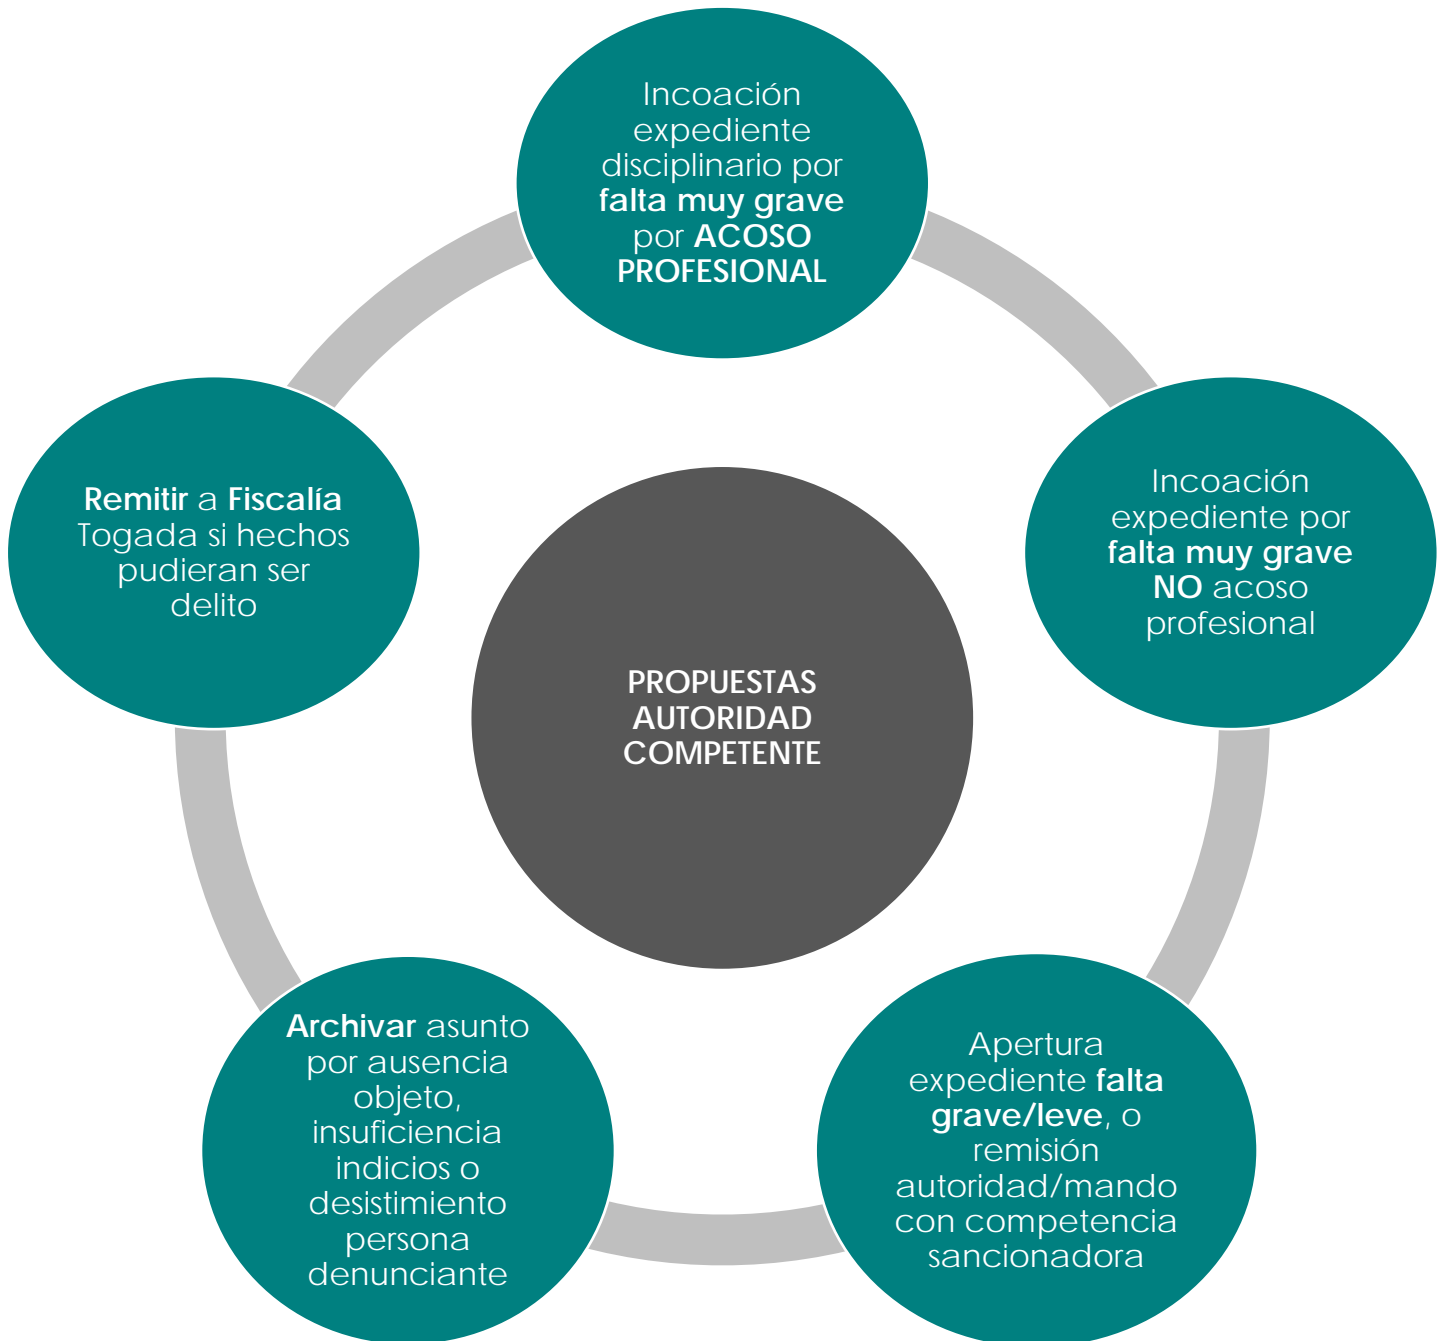 Incoación
expediente
disciplinario por
falta muy grave
por ACOSO
PROFESIONAL
Incoación
expediente por
falta muy grave
NO acoso
profesional
Apertura
expediente falta
grave/leve, o
remisión
autoridad/mando
con competencia
sancionadora
Archivar asunto
por ausencia
objeto,
insuficiencia
indicios o
desistimiento
persona
denunciante
Remitir a Fiscalía
Togada si hechos
pudieran ser
delito
PROPUESTAS
AUTORIDAD
COMPETENTE